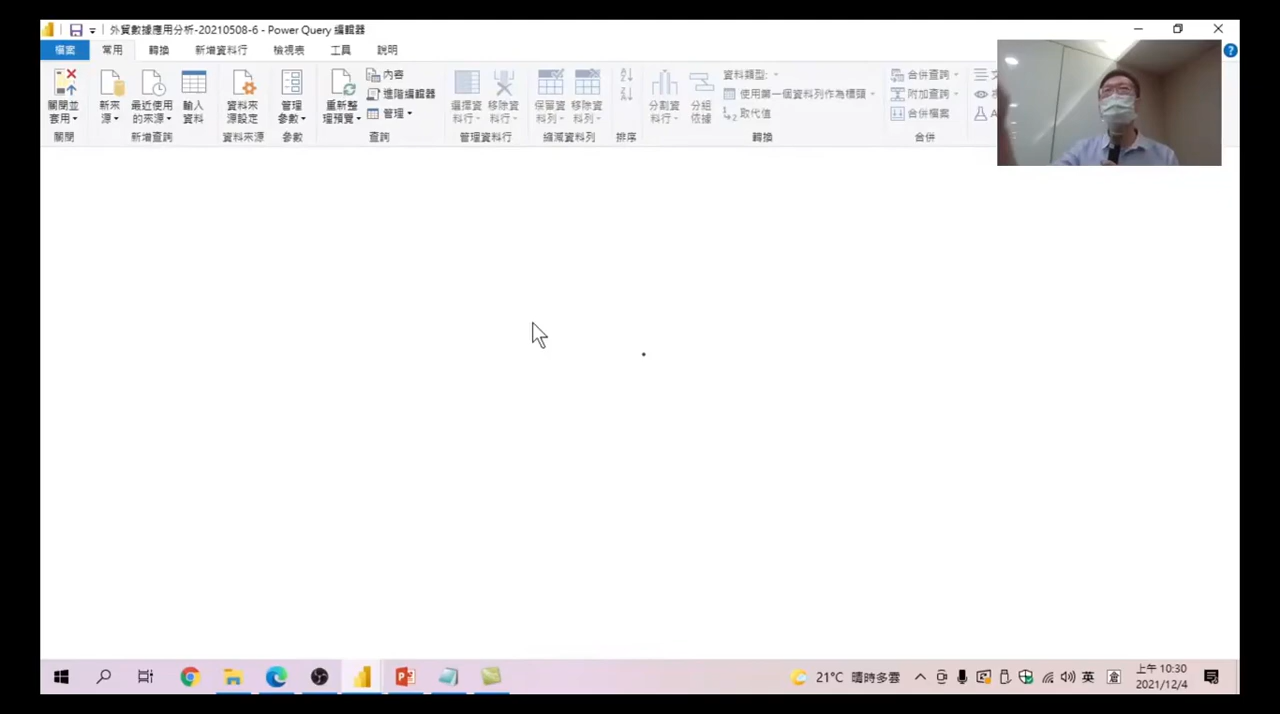 外貿數據應用分析-20210508-6 - Power Query 編輯器
檔案 常用 轉換 新增資料行 檢視表 工具 說明
關閉並
套用
關閉
新來
源
最近使用
的來源
輸入
資料
新增查詢
資料來
源設定
資料來源
管理
參數
參數
重新整
理預覽
內容
進階編輯器
管理
查詢
選擇資
料行
移除資
料行
管理資料行
保留資
料列
移除資
料列
縮減資料列
排序
分割資
料行
分組
依據
資料類型:
使用第一個資料列作為標頭
取代值
轉換
合併查詢
附加查詢
合併檔案
合併
21°C 晴時多雲
英
倉
上午 10:30
2021/12/4